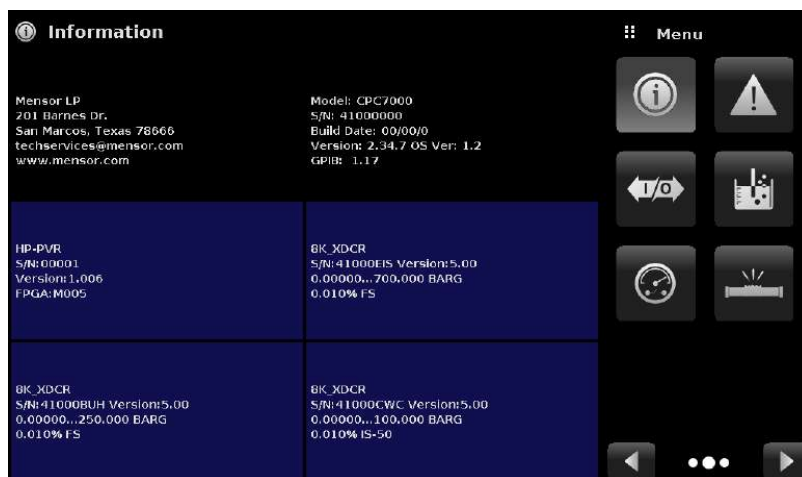 Information
Mensor LP
201 Barnes Dr.
San Marcos, Texas 78666
techservices@mensor.com
www.mensor.com
Model: CPC7000
S/N: 41000000
Build Date: 00/00/0
Version: 2.34.7 OS Ver: 1.2
GPIB: 1.17
HP-PVR
S/N:00001
Version:1.006
FPGA:M005
8K_XDCR
S/N:41000EIS Version:5.00
0.00000...700.000 BARG
0.010% FS
8K_XDCR
S/N:41000BUH Version:5.00
0.00000...250.000 BARG
0.010% FS
8K_XDCR
S/N:41000CWC Version:5.00
0.00000...100.000 BARG
0.010% IS-50
Menu
I/O